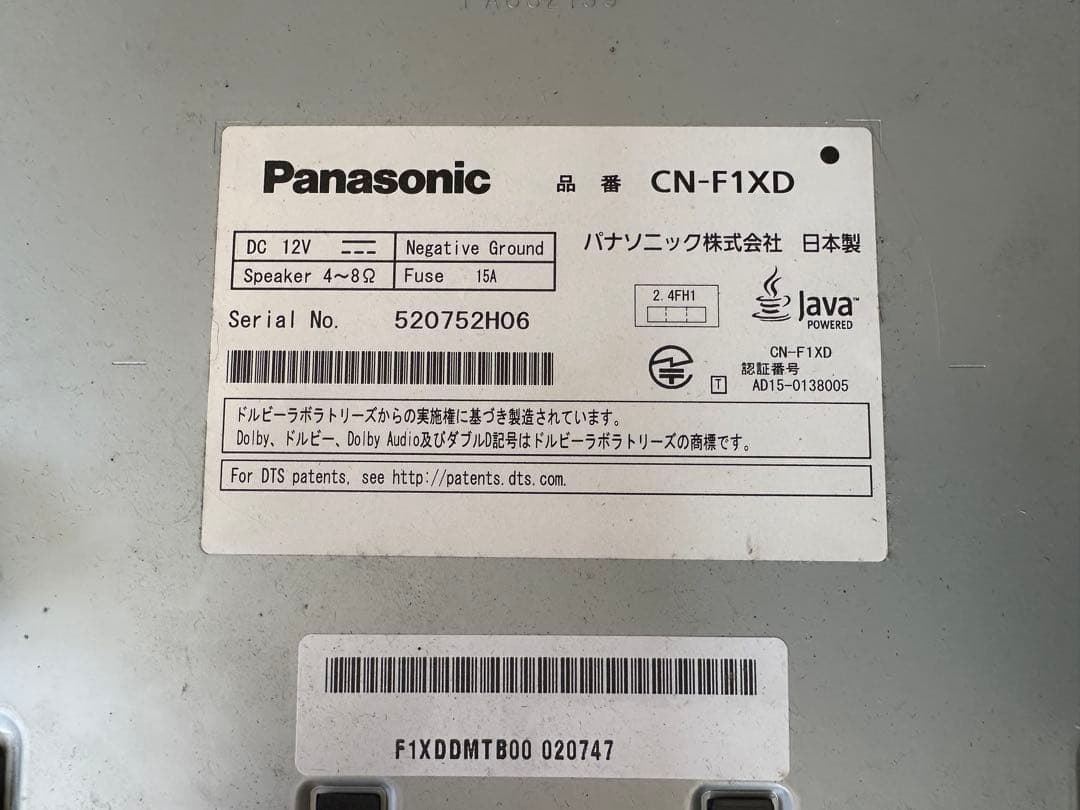 Panasonic 品番 CN-F1XD
DC 12V Negative Ground
Speaker 4～8Ω Fuse 15A
パナソニック株式会社 日本製
Serial No. 520752H06
2.4FH1
Java™
POWERED
CN-F1XD
認証番号
T AD15-0138005
ドルビーラボラトリーズからの実施権に基づき製造されています。
Dolby、ドルビー、Dolby Audio及びダブルD記号はドルビーラボラトリーズの商標です。
For DTS patents, see http://patents.dts.com.
F1XDDMTB00 020747